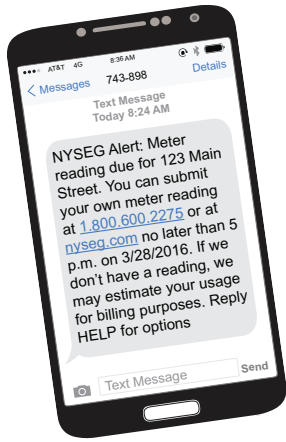 AT&T 4G 8:36AM
Messages 743-898 Details
Text Message
Today 8:24 AM
NYSEG Alert: Meter
reading due for 123 Main
Street. You can submit
your own meter reading
at 1.800.600.2275 or at
nyseg.com no later than 5
p.m. on 3/28/2016. If we
don't have a reading, we
may estimate your usage
for billing purposes. Reply
HELP for options
Text Message Send